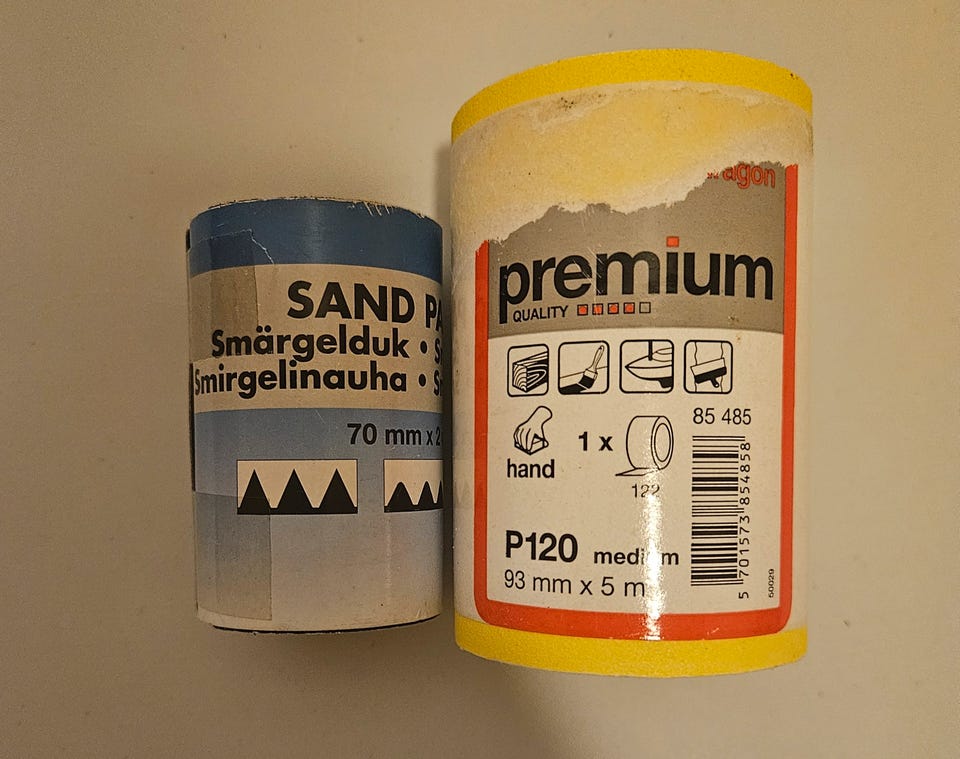 SAND PA
Smärgelduk • S
Smirgelinauha • S
70 mm x 2
agon
premium
QUALITY
85 485
hand
1 x
122
P120 medium
93 mm x 5 m
5 701573 854858
50029